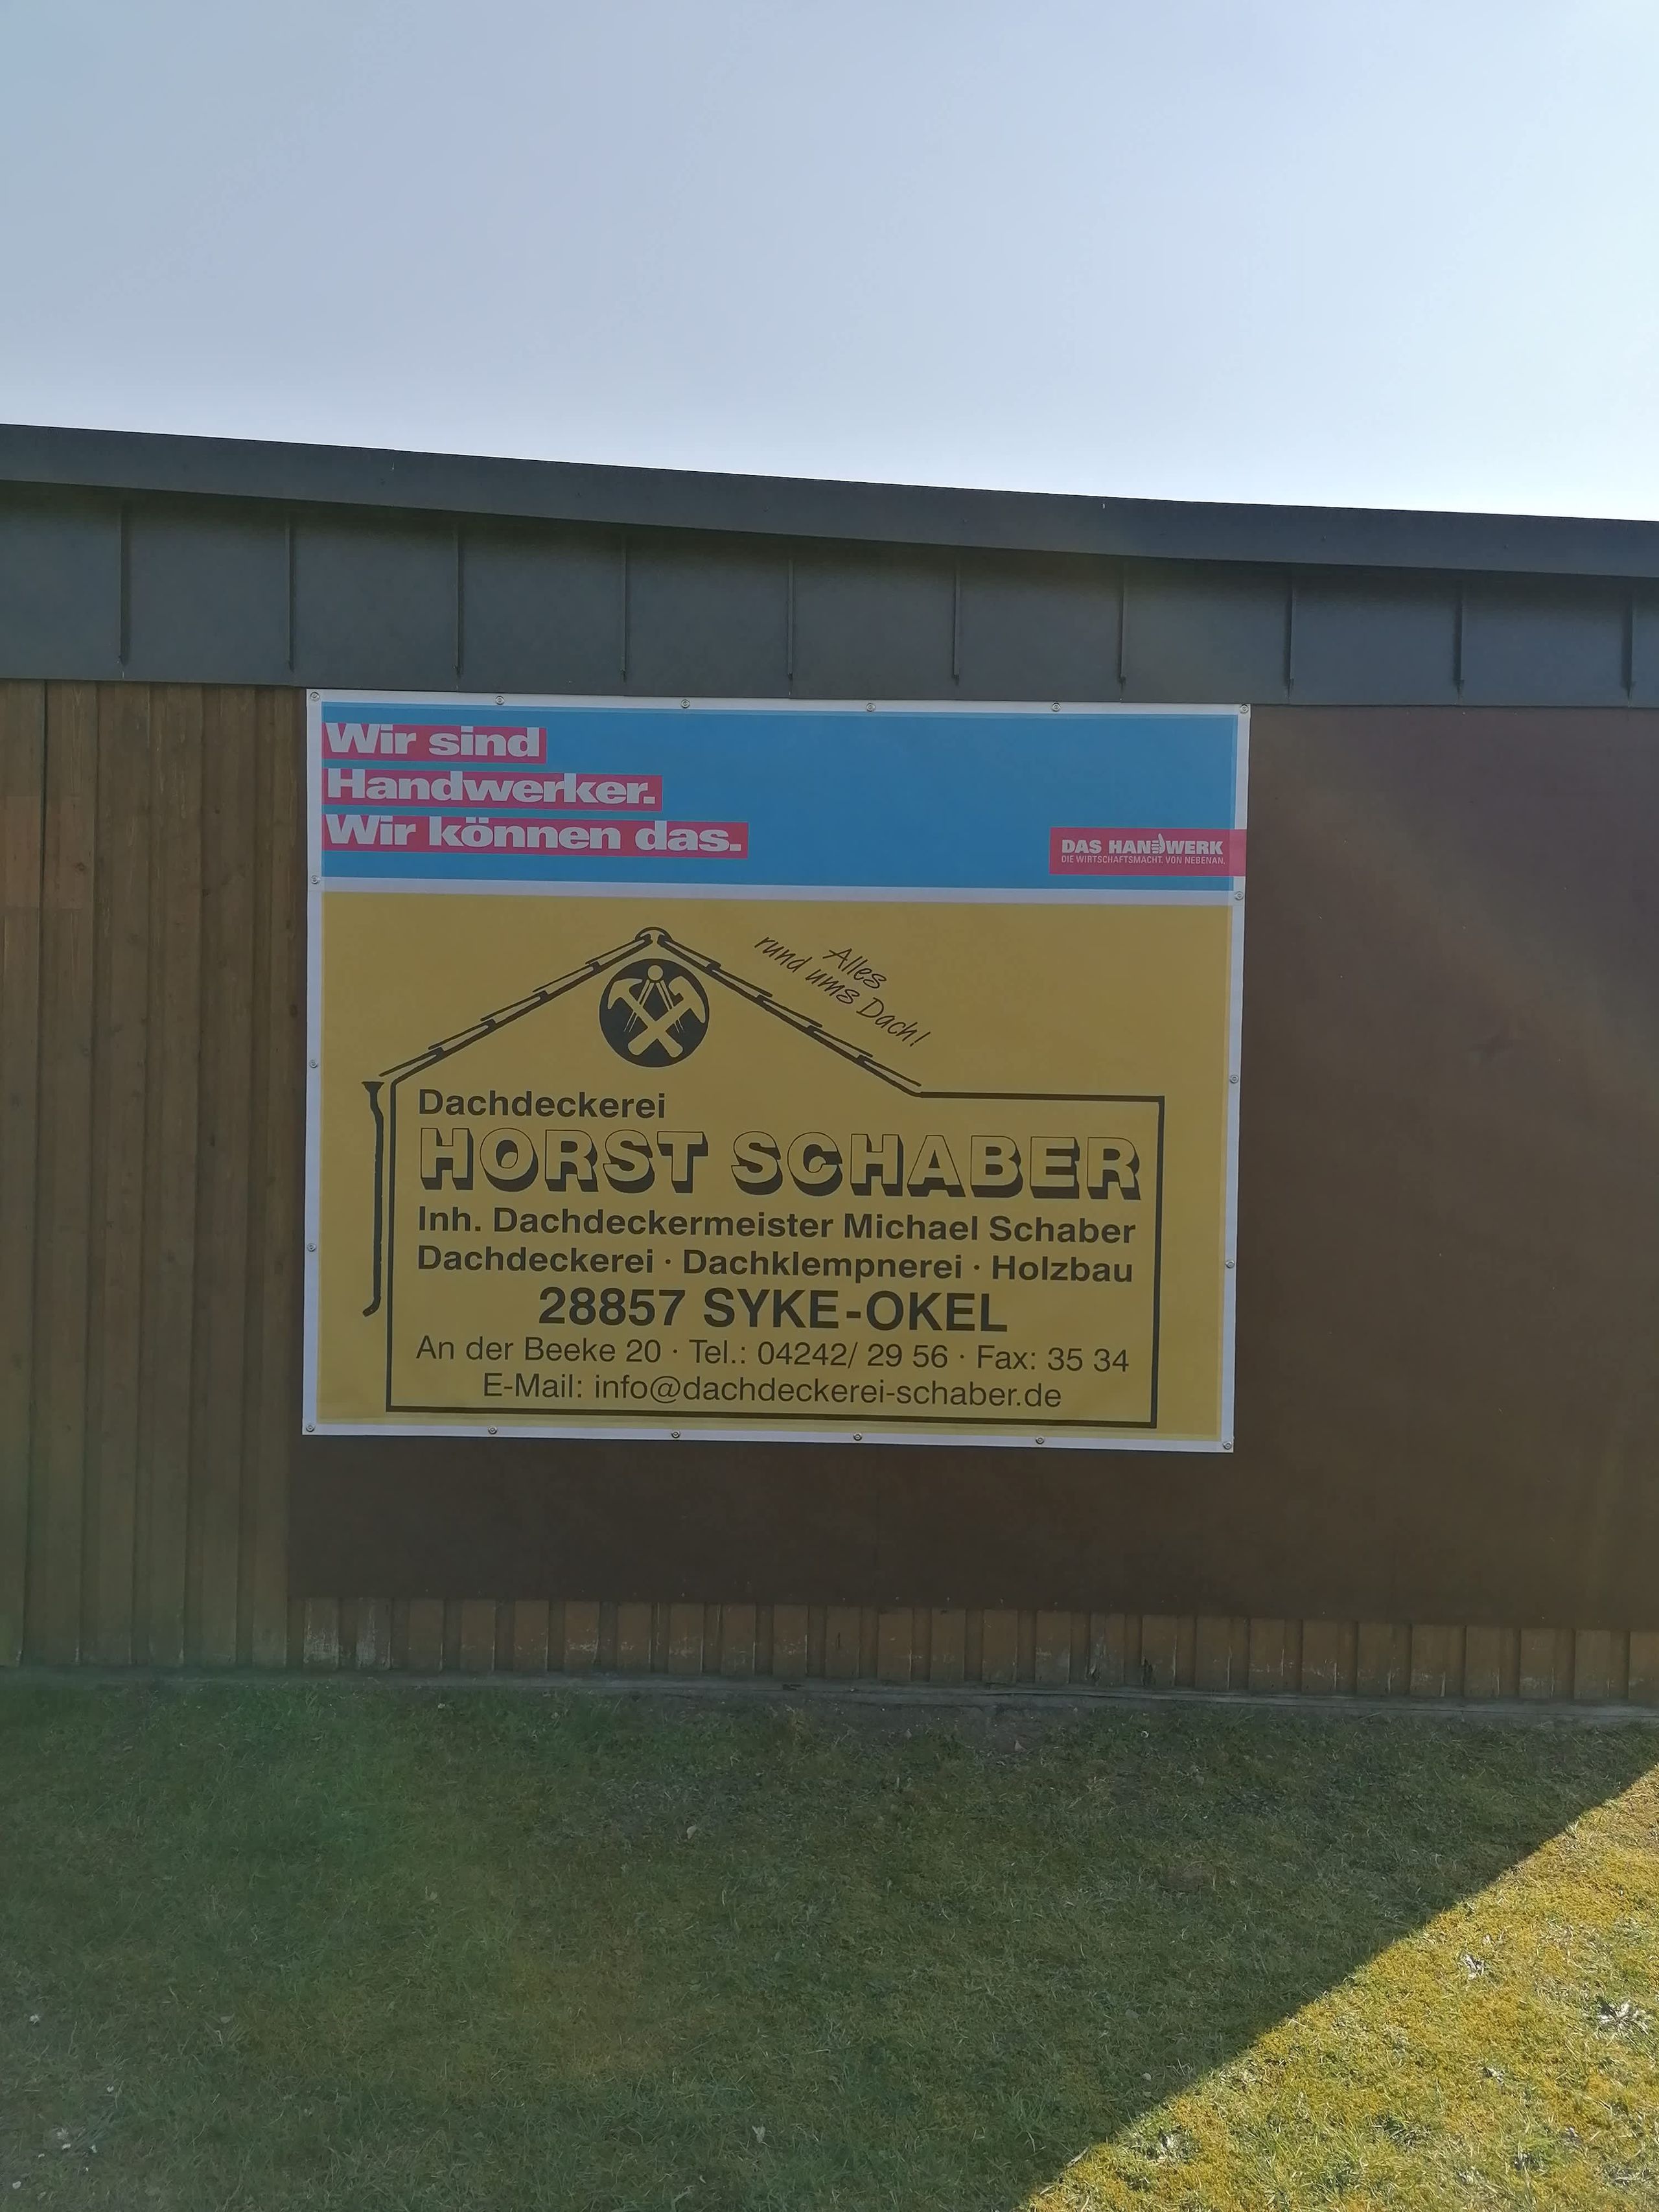 Wir sind
Handwerker.
Wir können das.
DAS HANDWERK
DIE WIRTSCHAFTSMACHT. VON NEBENAN.
Alles
rund ums Dach!
Dachdeckerei
HORST SCHABER
Inh. Dachdeckermeister Michael Schaber
Dachdeckerei · Dachklempnerei · Holzbau
28857 SYKE-OKEL
An der Beeke 20 · Tel.: 04242/ 29 56 · Fax: 35 34
E-Mail: info@dachdeckerei-schaber.de